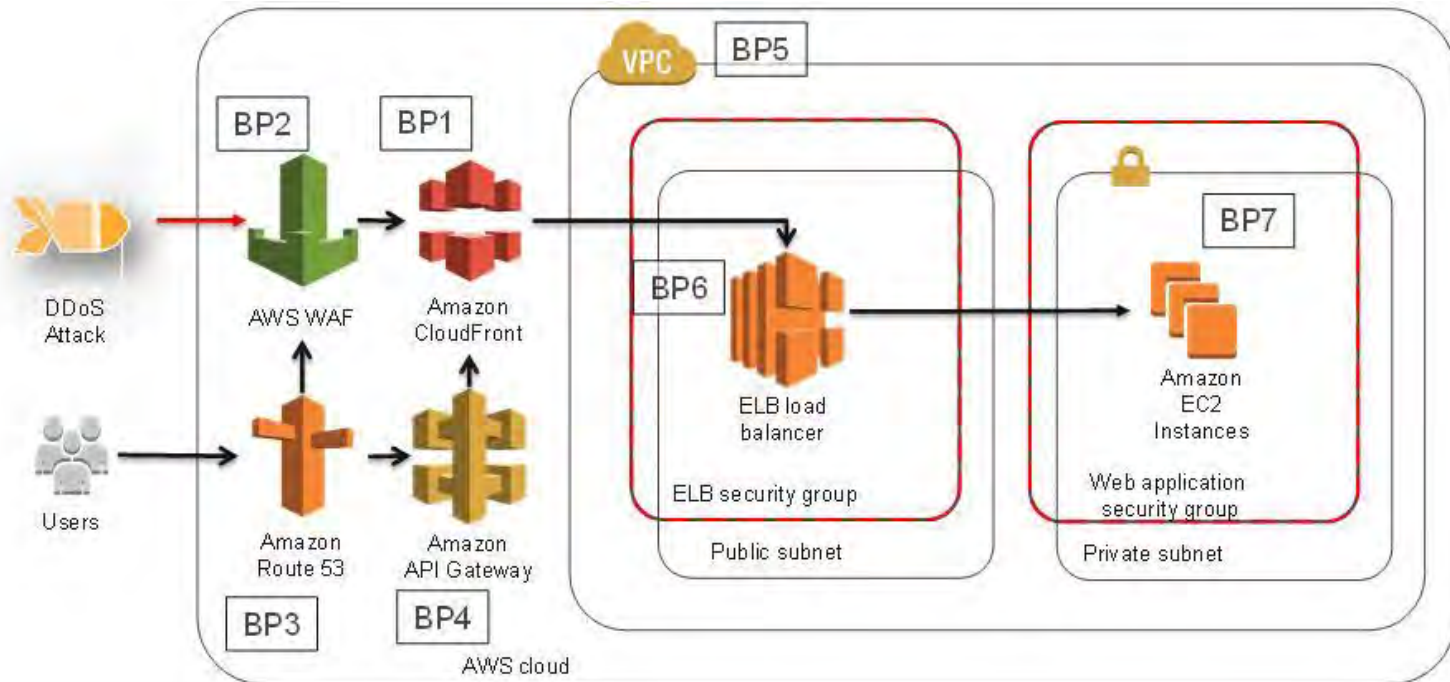 VPC
BP5
BP2
BP1
BP7
BP6
DDoS
Attack
AWS WAF
Amazon
CloudFront
ELB load
balancer
Amazon
EC2
Instances
Users
ELB security group
Web application
security group
Amazon
Route 53
Amazon
API Gateway
Public subnet
Private subnet
BP3
BP4
AWS cloud